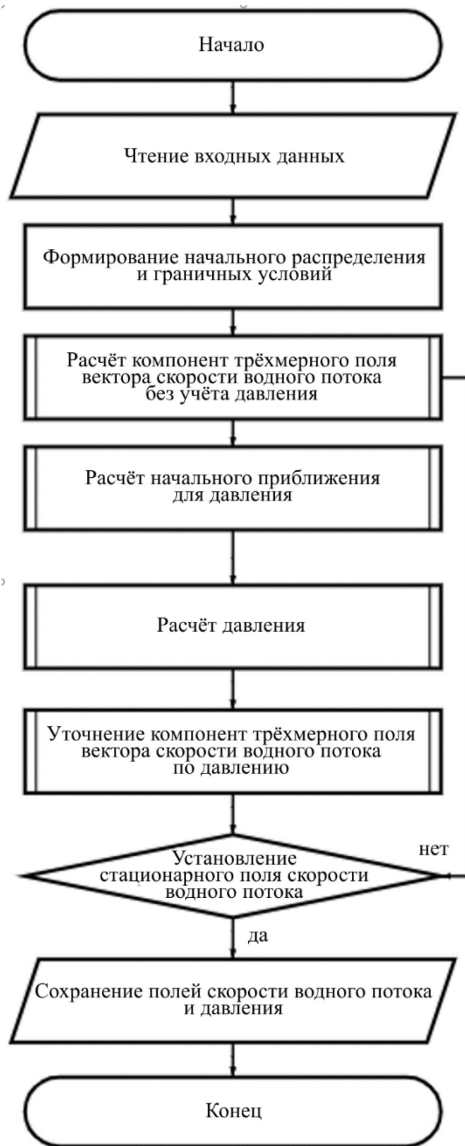 Начало
Чтение входных данных
Формирование начального распределения
и граничных условий
Расчёт компонент трёхмерного поля
вектора скорости водного потока
без учёта давления
Расчёт начального приближения
для давления
Расчёт давления
Уточнение компонент трёхмерного поля
вектора скорости водного потока
по давлению
Установление
стационарного поля скорости
водного потока
нет
да
Сохранение полей скорости водного потока
и давления
Конец